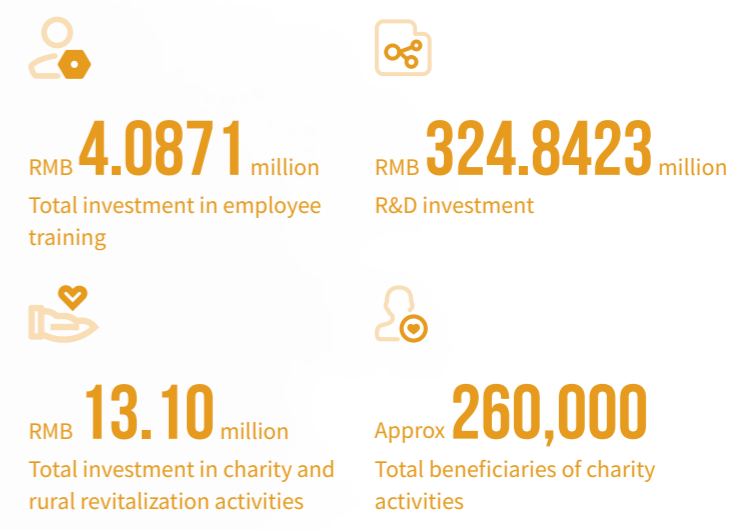 RMB 4.0871 million
Total investment in employee
training
RMB 324.8423 million
R&D investment
RMB 13.10 million
Total investment in charity and
rural revitalization activities
Approx 260,000
Total beneficiaries of charity
activities